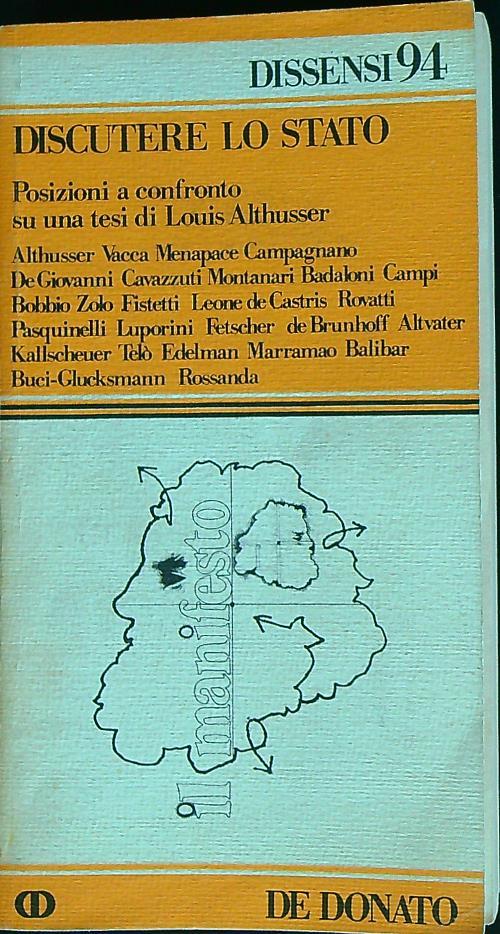 DISSENSI 94
DISCUTERE LO STATO
Posizioni a confronto
su una tesi di Louis Althusser
Althusser Vacca Menapace Campagnano
De Giovanni Cavazzuti Montanari Badaloni Campi
Bobbio Zolo Fistetti Leone de Castris Rovatti
Pasquinelli Luporini Fetscher de Brunhoff Altvater
Kallscheuer Telò Edelman Marramao Balibar
Buci-Glucksmann Rossanda
il manifesto
DE DONATO